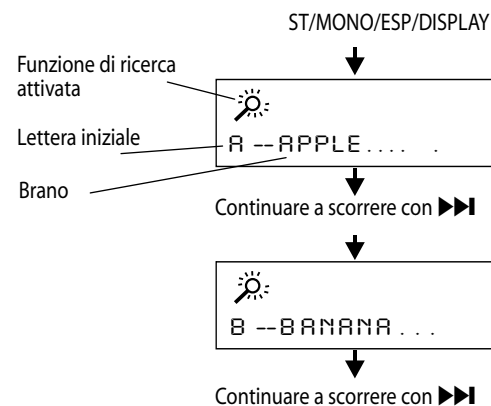 ST/MONO/ESP/DISPLAY
Funzione di ricerca
attivata
Lettera iniziale
A --APPLE.... .
Brano
Continuare a scorrere con ▶▶I
B --BANANA...
Continuare a scorrere con ▶▶I